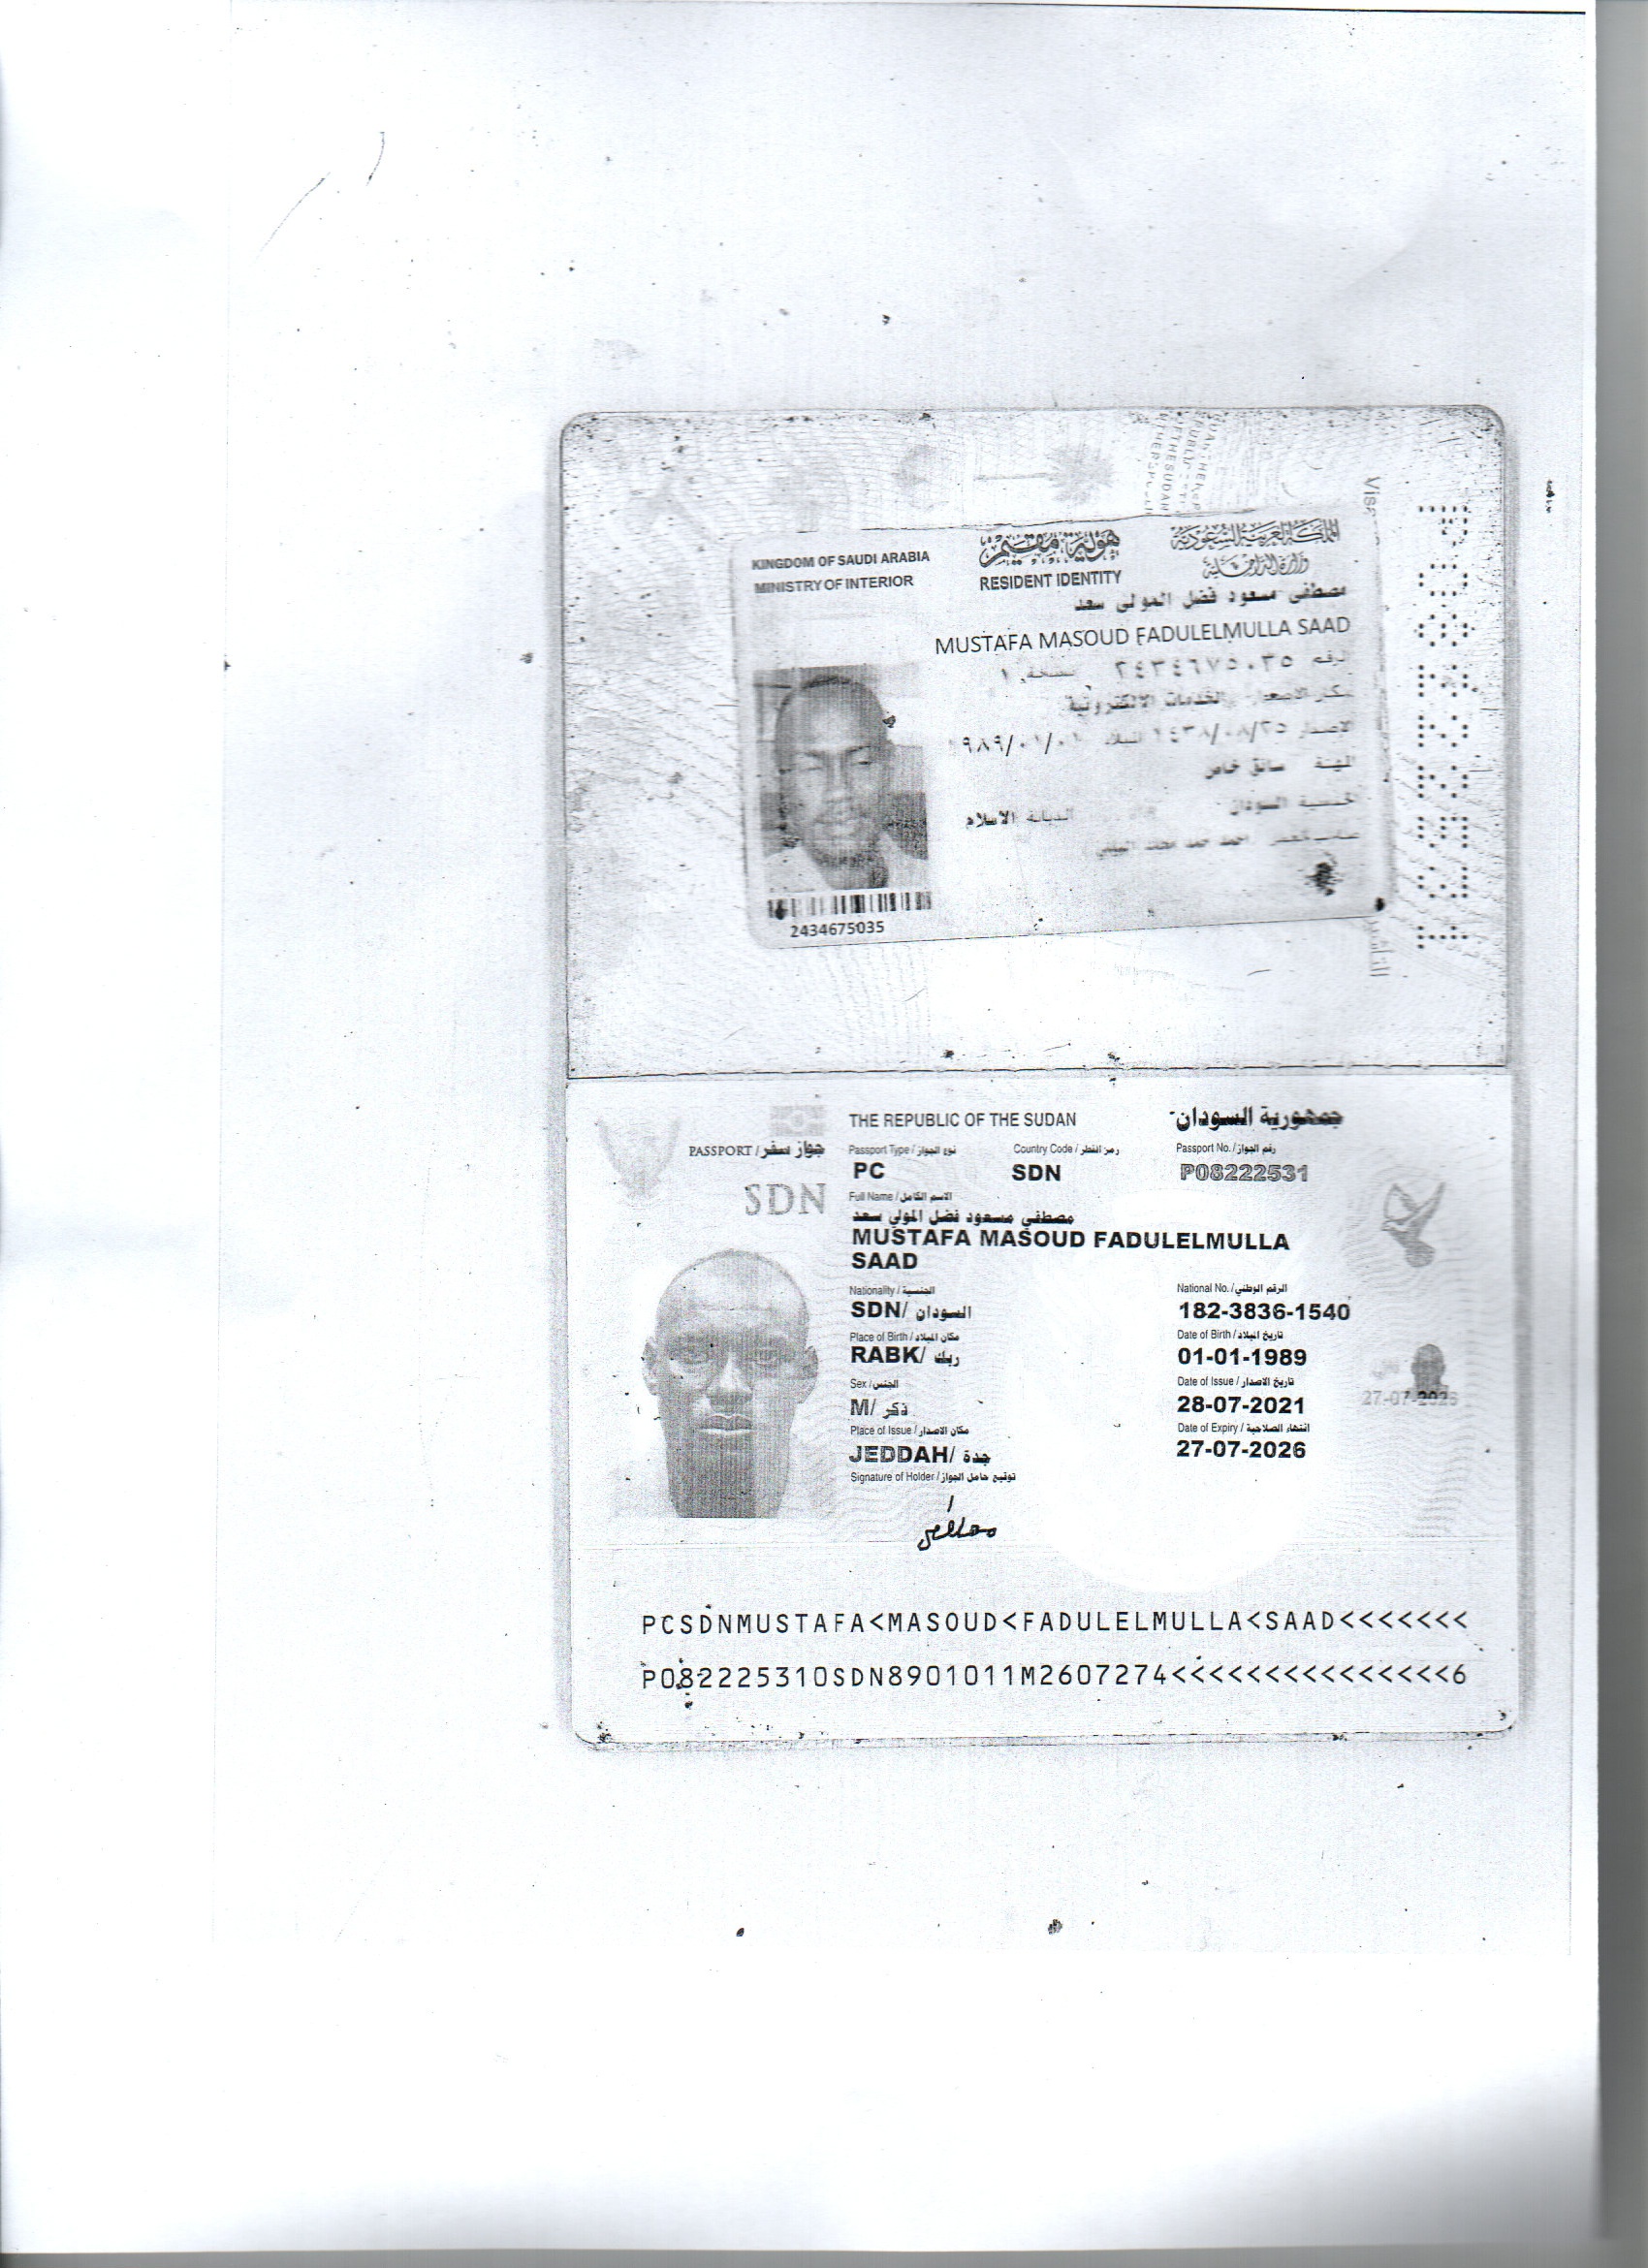 KINGDOM OF SAUDI ARABIA
MINISTRY OF INTERIOR
هوية مقيم
RESIDENT IDENTITY
المملكة العربية السعودية
وزارة الداخلية
مصطفى مسعود فضل المولى سعد
MUSTAFA MASOUD FADULELMULLA SAAD
الرقم ٢٤٣٤٦٧٥٠٣٥ نسخة ١
مكان الاصدار الخدمات الالكترونية
الاصدار ١٤٣٨/٠٨/٢٥ الميلاد ١٩٨٩/٠١/٠١
المهنة سائق خاص
الجنسية السودان الديانة الاسلام
صاحب العمل احمد حمد محمد
2434675035
P08222531
THE REPUBLIC OF THE SUDAN
جمهورية السودان
PASSPORT / جواز سفر
SDN
Passport Type / نوع الجواز Country Code / رمز القطر Passport No. / رقم الجواز
PC SDN P08222531
Full Name / الاسم الكامل
مصطفي مسعود فضل المولي سعد
MUSTAFA MASOUD FADULELMULLA
SAAD
Nationality / الجنسية National No. / الرقم الوطني
SDN/ السودان 182-3836-1540
Place of Birth / مكان الميلاد Date of Birth / تاريخ الميلاد
RABK/ ربك 01-01-1989
Sex / الجنس Date of Issue / تاريخ الاصدار
M/ ذكر 28-07-2021
Place of Issue / مكان الاصدار Date of Expiry / انتهاء الصلاحية
JEDDAH/ جدة 27-07-2026
27-07-2026
Signature of Holder / توقيع حامل الجواز
PCSDNMUSTAFA<MASOUD<FADULELMULLA<SAAD<<<<<<<
P082225310SDN8901011M2607274<<<<<<<<<<<<<<<6